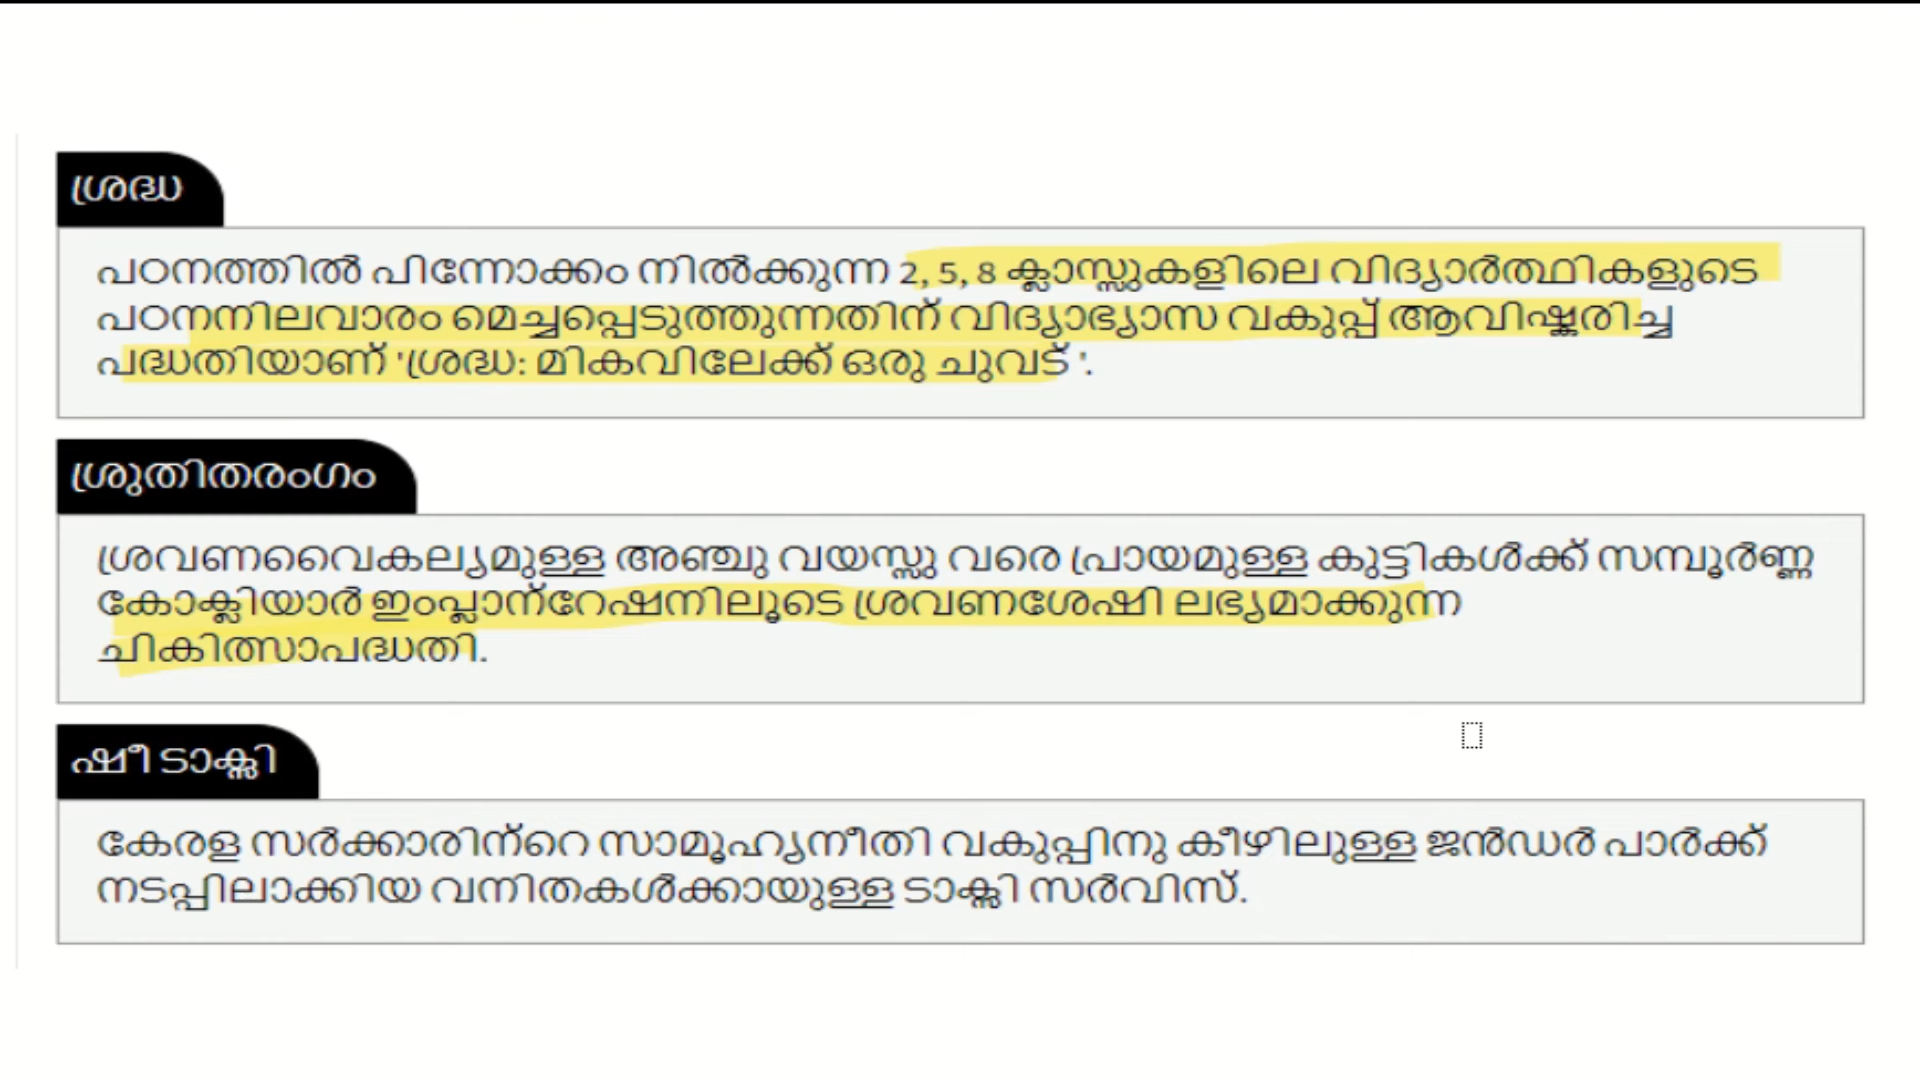 ശ്രദ്ധ
പഠനത്തിൽ പിന്നോക്കം നിൽക്കുന്ന 2, 5, 8 ക്ലാസ്സുകളിലെ വിദ്യാർത്ഥികളുടെ
പഠനനിലവാരം മെച്ചപ്പെടുത്തുന്നതിന് വിദ്യാഭ്യാസ വകുപ്പ് ആവിഷ്കരിച്ച
പദ്ധതിയാണ് 'ശ്രദ്ധ: മികവിലേക്ക് ഒരു ചുവട് '.
ശ്രുതിതരംഗം
ശ്രവണവൈകല്യമുള്ള അഞ്ചു വയസ്സു വരെ പ്രായമുള്ള കുട്ടികൾക്ക് സമ്പൂർണ്ണ
കോക്ലിയാർ ഇംപ്ലാന്റേഷനിലൂടെ ശ്രവണശേഷി ലഭ്യമാക്കുന്ന
ചികിത്സാപദ്ധതി.
ഷീ ടാക്സി
കേരള സർക്കാരിന്റെ സാമൂഹ്യനീതി വകുപ്പിനു കീഴിലുള്ള ജൻഡർ പാർക്ക്
നടപ്പിലാക്കിയ വനിതകൾക്കായുള്ള ടാക്സി സർവിസ്.